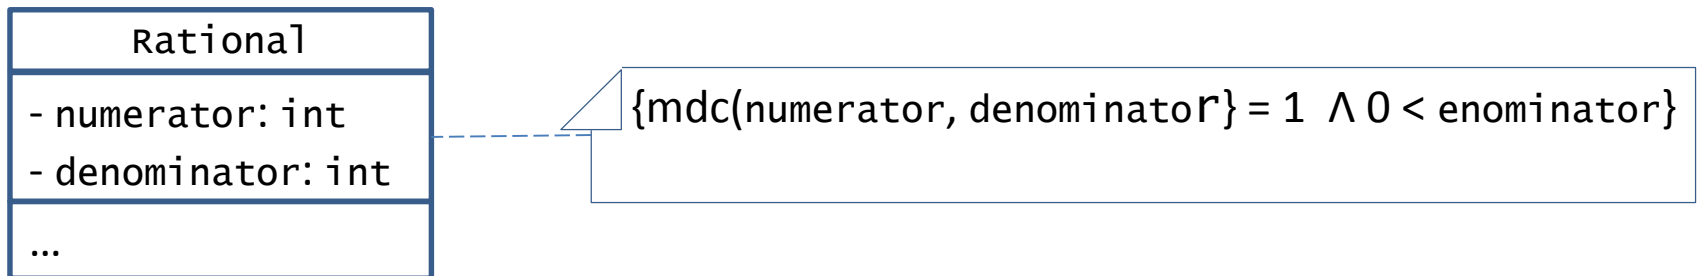 Rational
- numerator: int
- denominator: int
...
{mdc(numerator, denominator} = 1 ∧ 0 < enominator}